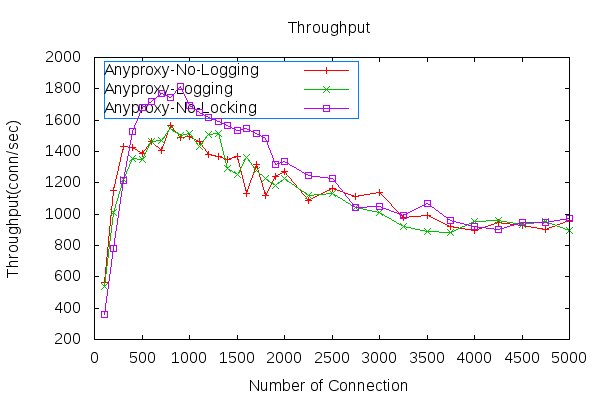 Throughput
2000
1800
1600
1400
1200
1000
800
600
400
200
Throughput(conn/sec)
Anyproxy-No-Logging
Anyproxy-Logging
Anyproxy-No-Locking
0 500 1000 1500 2000 2500 3000 3500 4000 4500 5000
Number of Connection